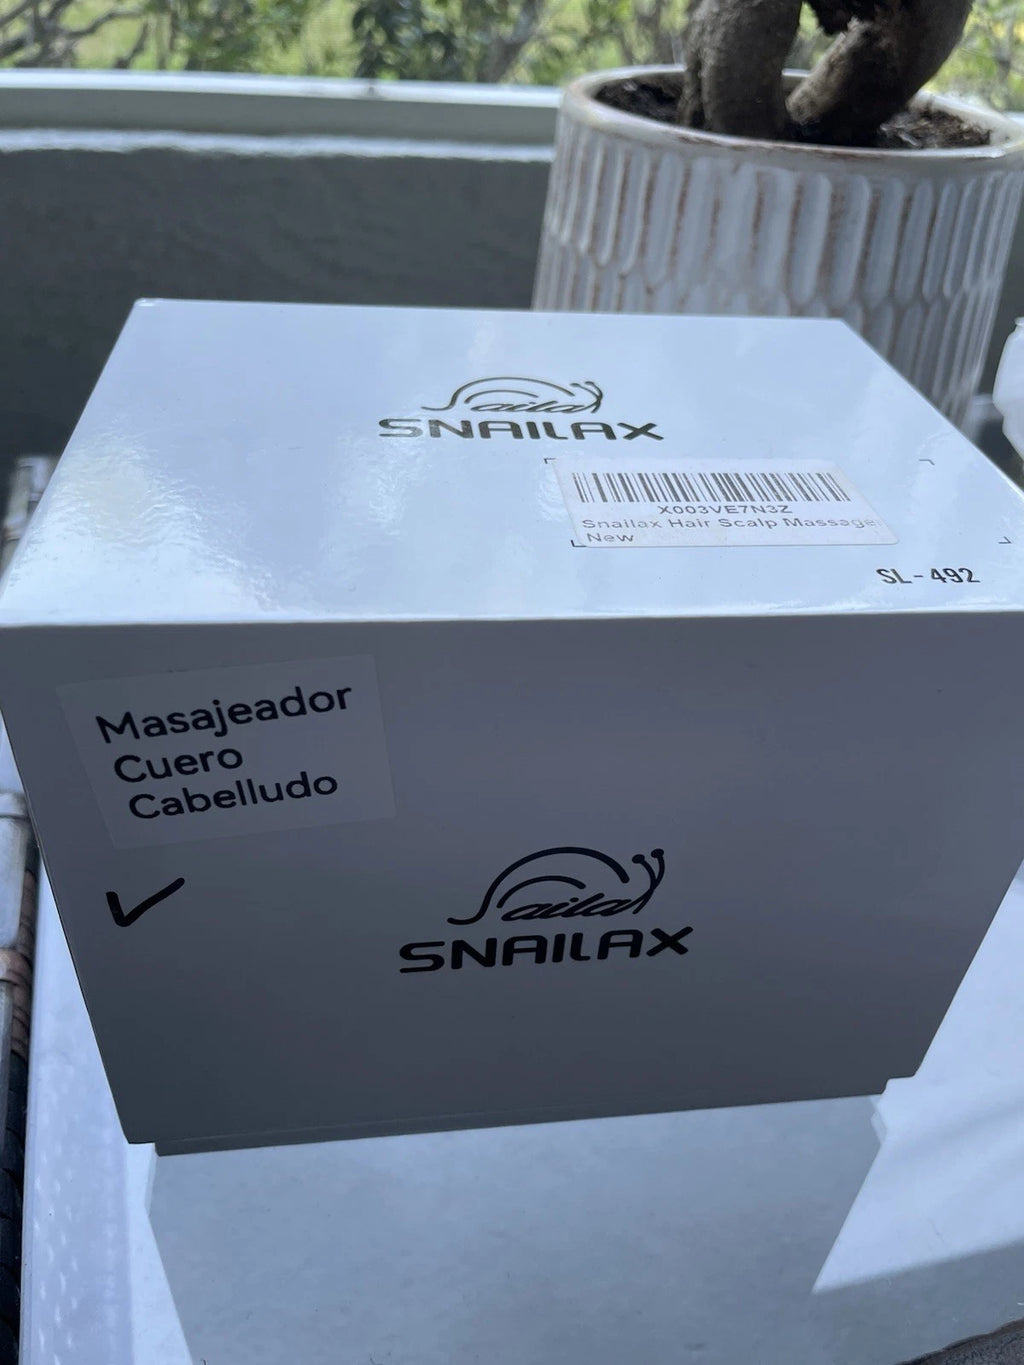 Snailax
SNAILAX
X003VE7N3Z
Snailax Hair Scalp Massage
New
SL-492
Masajeador
Cuero
Cabelludo
Snailax
SNAILAX